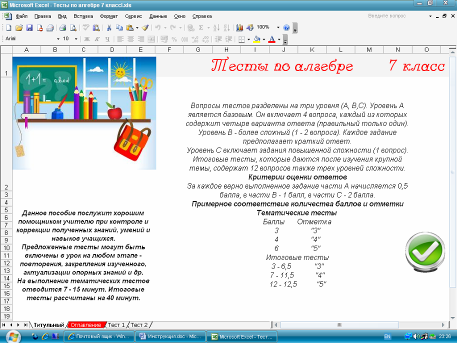 Microsoft Excel - Тесты по алгебре 7 класс!.xls
Файл Правка Вид Вставка Формат Сервис Данные Окно Справка
Введите вопрос
Arial
100%
A B C D E F G H I J K L M N O
Тесты по алгебре 7 класс
1+1=
Вопросы тестов разделены на три уровня (А, В,С). Уровень А
является базовым. Он включает 4 вопроса, каждый из которых
содержит четыре варианта ответа (правильный только один).
Уровень В - более сложный (1 - 2 вопроса). Каждое задание
предполагает краткий ответ.
Уровень С включает задания повышенной сложности (1 вопрос).
Итоговые тесты, которые даются после изучения крупной
темы, содержат 12 вопросов также трех уровней сложности.
Критерии оценки ответов
За каждое верно выполненное задание части А начисляется 0,5
балла, в части В - 1 балл, в части С - 2 балла.
Примерное соответствие количества баллов и отметки
Тематические тесты
Баллы Отметка
3 "3"
4 "4"
6 "5"
Итоговые тесты
3 - 6,5 "3"
7 - 11,5 "4"
12 - 12,5 "5"
Данное пособие послужит хорошим
помощником учителю при контроле и
коррекции полученных знаний, умений и
навыков учащихся.
Предложенные тесты могут быть
включены в урок на любом этапе -
повторения, закрепления изученного,
актуализации опорных знаний и др.
На выполнение тематических тестов
отводится 7 - 15 минут. Итоговые
тесты рассчитаны на 40 минут.
Титульный Оглавление Тест 1 Тест 2
Почтовый ящик - Win... Инструкция.doc - Mic... Microsoft Excel - Тест...